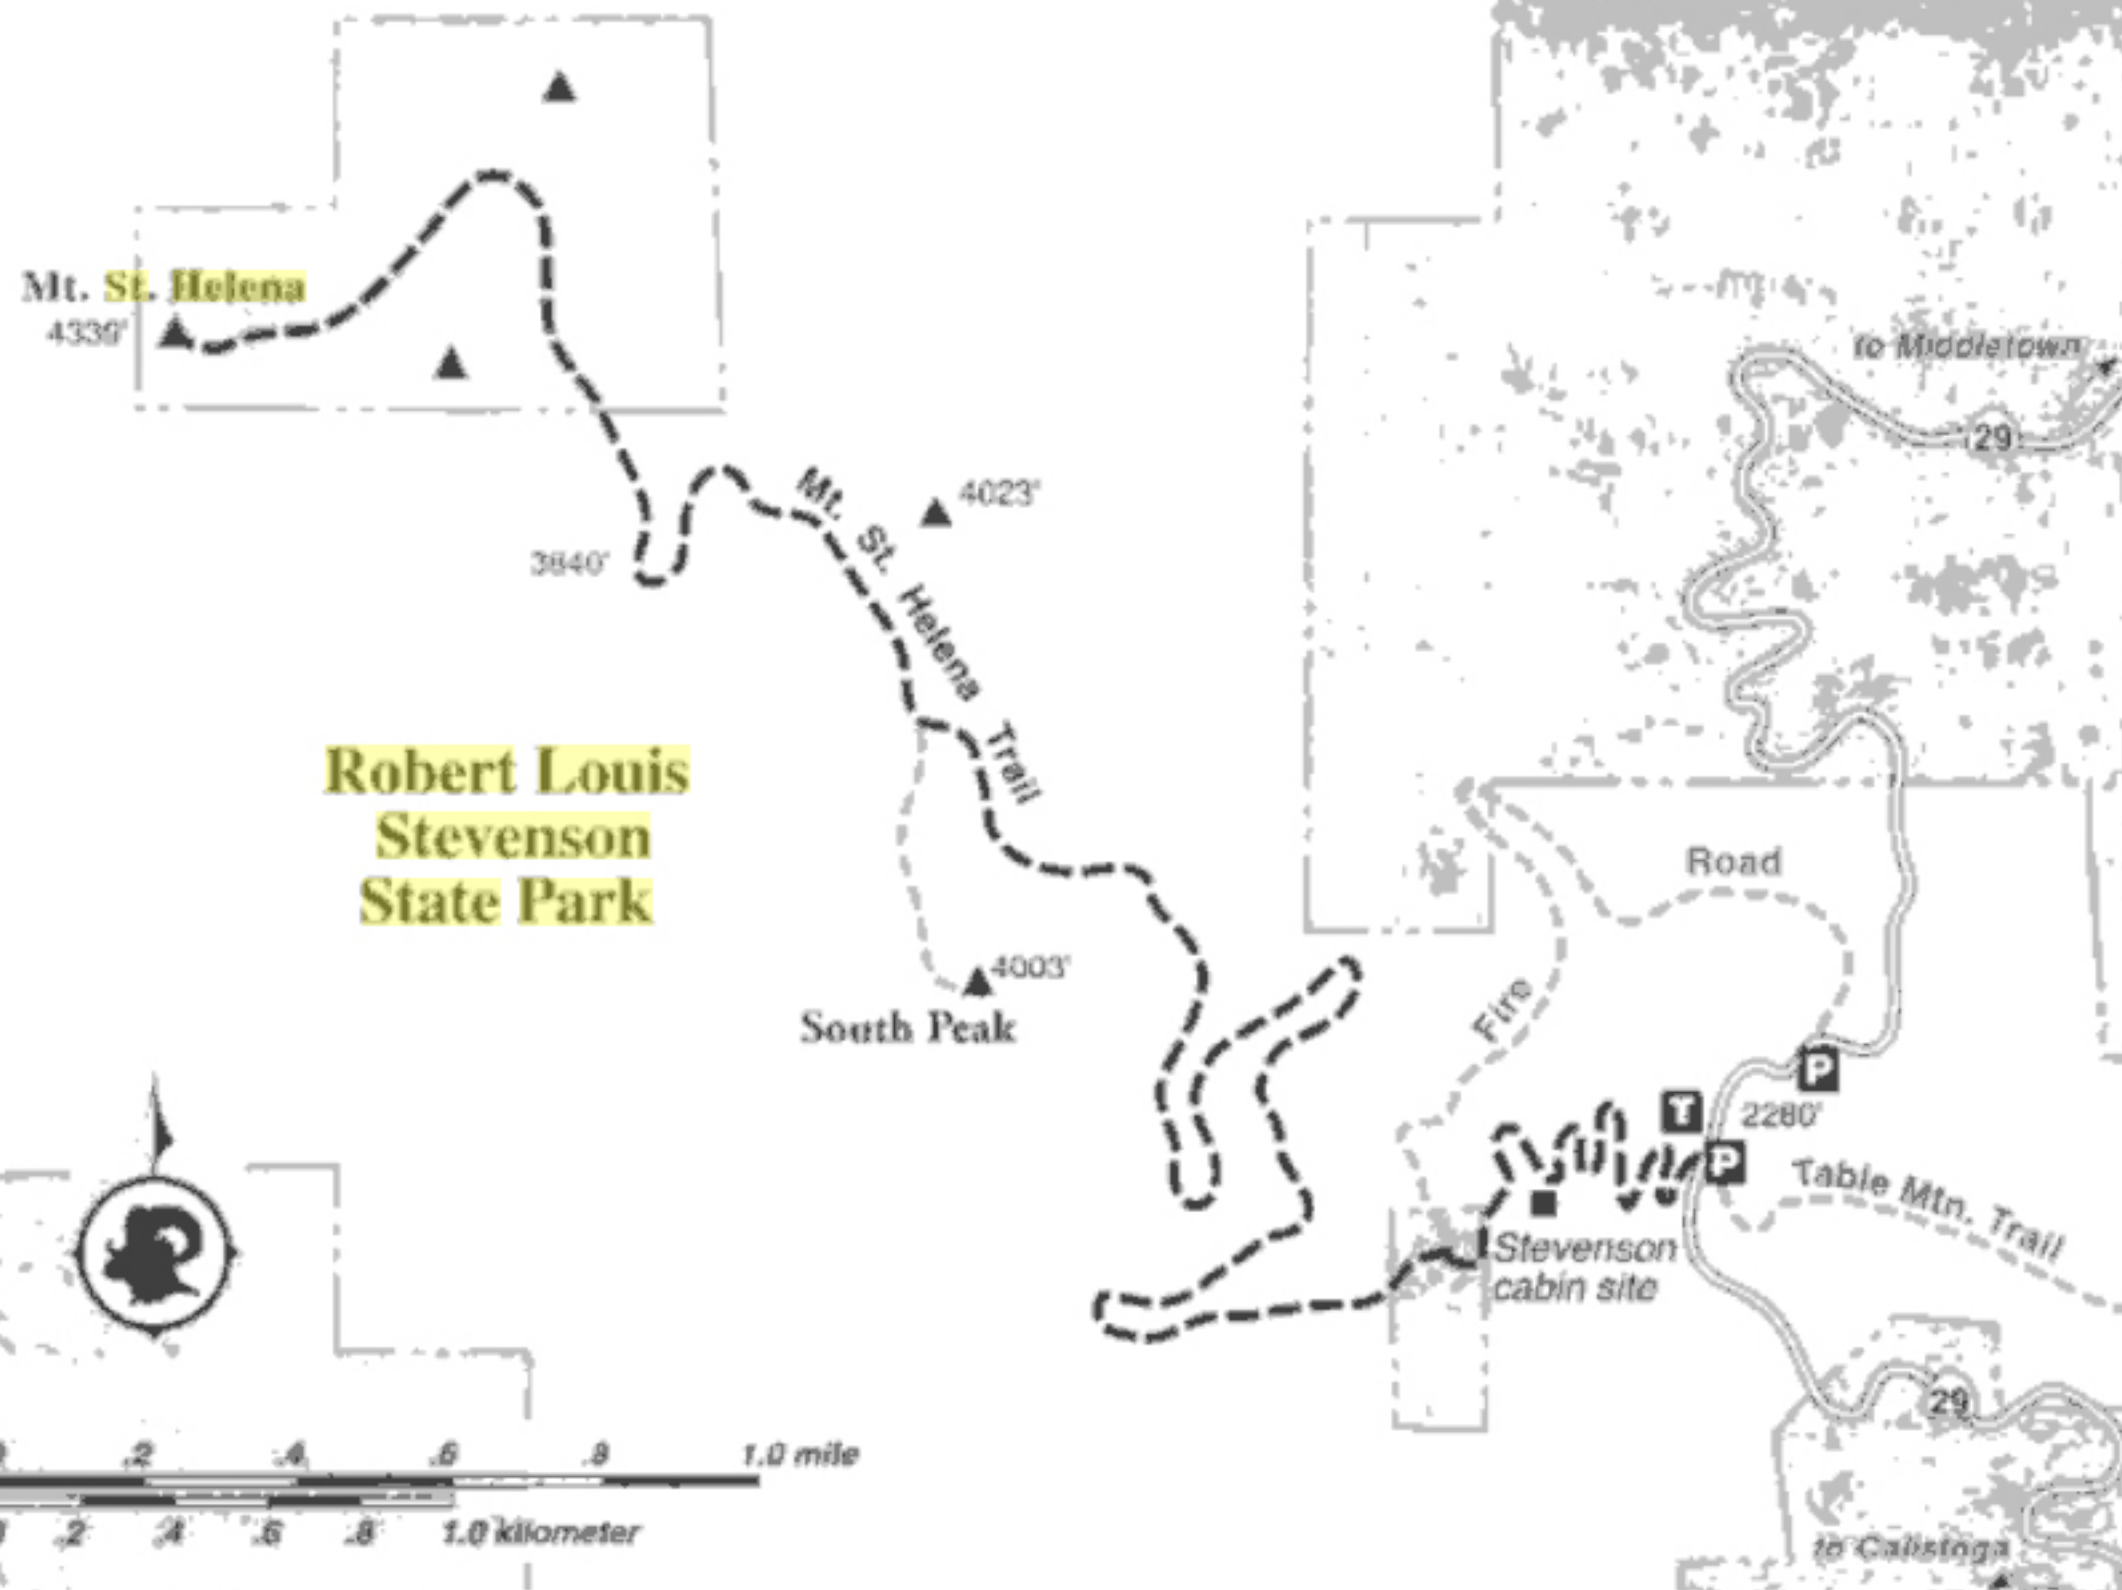 to Middletown
Mt. St. Helena
4339'
29
4023'
3840'
Mt. St. Helena Trail
Robert Louis
Stevenson
State Park
Road
4003'
South Peak
Fire
P
T
2280'
P
Table Mtn. Trail
Stevenson
cabin site
29
.2 .4 .6 .8 1.0 mile
.2 .4 .6 .8 1.0 kilometer
to Calistoga